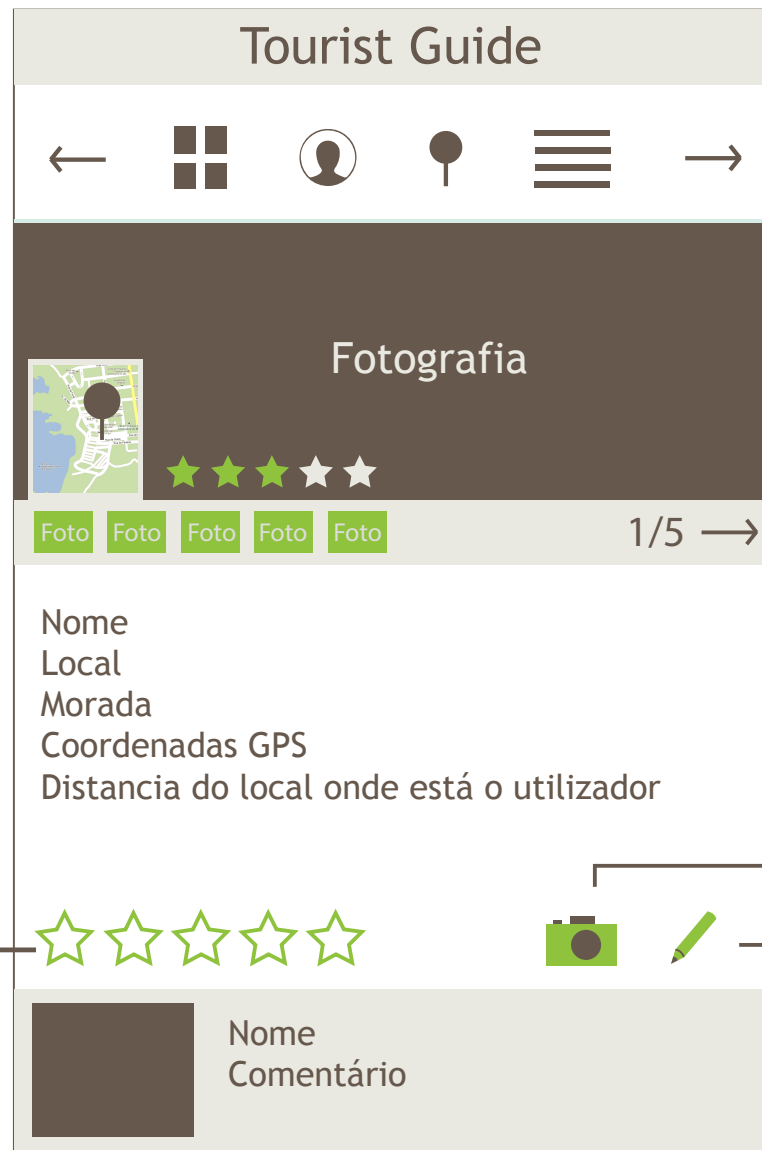 Tourist Guide
Fotografia
Foto Foto Foto Foto Foto
1/5
Nome
Local
Morada
Coordenadas GPS
Distancia do local onde está o utilizador
Nome
Comentário